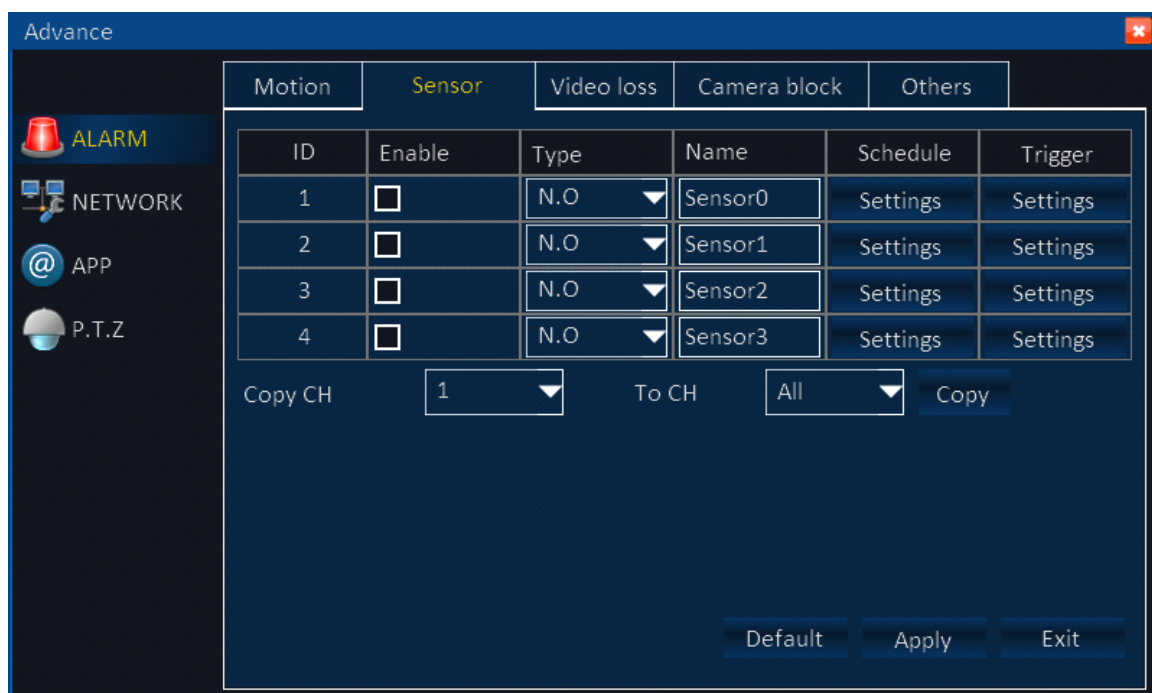 Advance
ALARM
NETWORK
@ APP
P.T.Z
Motion Sensor Video loss Camera block Others
ID Enable Type Name Schedule Trigger
1 N.O Sensor0 Settings Settings
2 N.O Sensor1 Settings Settings
3 N.O Sensor2 Settings Settings
4 N.O Sensor3 Settings Settings
Copy CH 1 To CH All Copy
Default Apply Exit